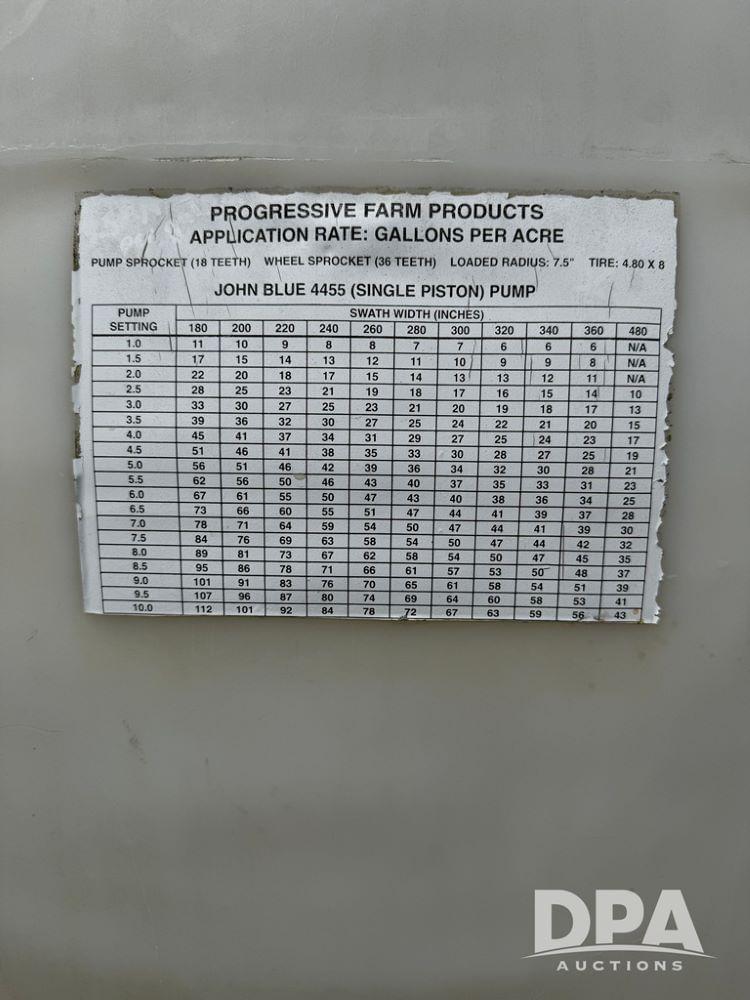 PROGRESSIVE FARM PRODUCTS
APPLICATION RATE: GALLONS PER ACRE
PUMP SPROCKET (18 TEETH) WHEEL SPROCKET (36 TEETH) LOADED RADIUS: 7.5" TIRE: 4.80 X 8
JOHN BLUE 4455 (SINGLE PISTON) PUMP
PUMP SETTING SWATH WIDTH (INCHES)
180 200 220 240 260 280 300 320 340 360 480
1.0 11 10 9 8 8 7 7 6 6 6 N/A
1.5 17 15 14 13 12 11 10 9 9 8 N/A
2.0 22 20 18 17 15 14 13 13 12 11 N/A
2.5 28 25 23 21 19 18 17 16 15 14 10
3.0 33 30 27 25 23 21 20 19 18 17 13
3.5 39 36 32 30 27 25 24 22 21 20 15
4.0 45 41 37 34 31 29 27 25 24 23 17
4.5 51 46 41 38 35 33 30 28 27 25 19
5.0 56 51 46 42 39 36 34 32 30 28 21
5.5 62 56 50 46 43 40 37 35 33 31 23
6.0 67 61 55 50 47 43 40 38 36 34 25
6.5 73 66 60 55 51 47 44 41 39 37 28
7.0 78 71 64 59 54 50 47 44 41 39 30
7.5 84 76 69 63 58 54 50 47 44 42 32
8.0 89 81 73 67 62 58 54 50 47 45 35
8.5 95 86 78 71 66 61 57 53 50 48 37
9.0 101 91 83 76 70 65 61 58 54 51 39
9.5 107 96 87 80 74 69 64 60 58 53 41
10.0 112 101 92 84 78 72 67 63 59 56 43
DPA
AUCTIONS